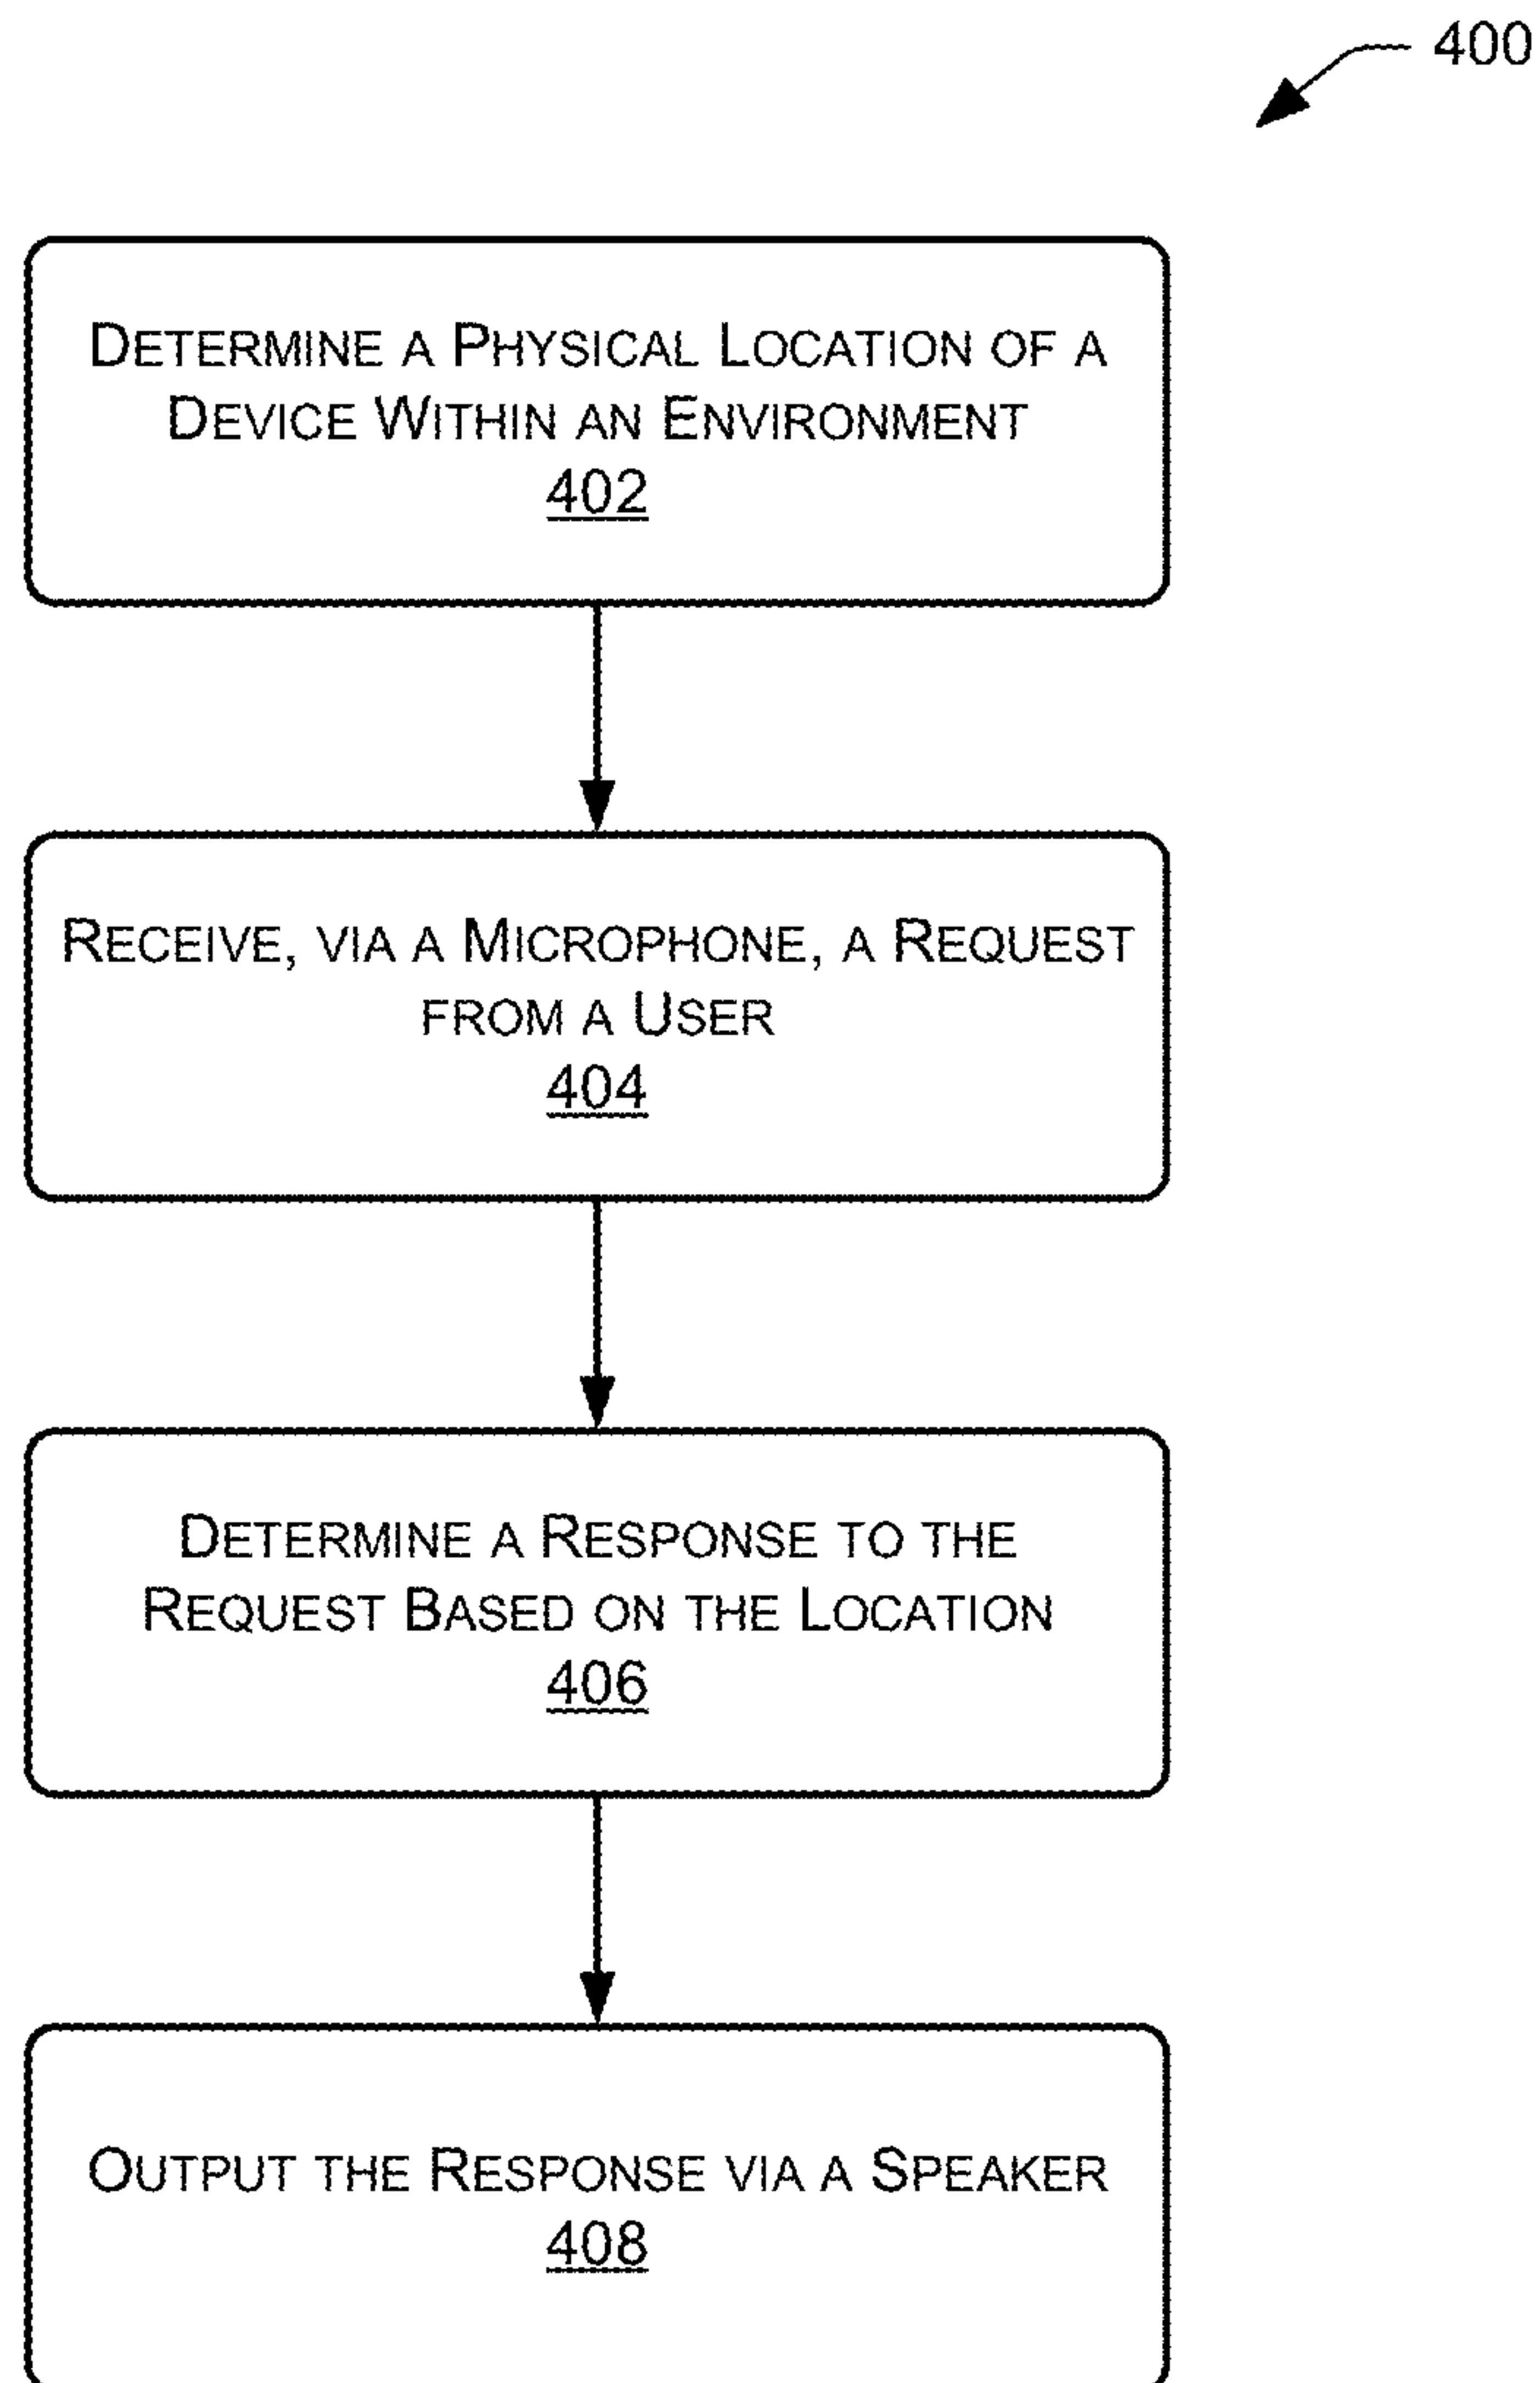 400
DETERMINE A PHYSICAL LOCATION OF A
DEVICE WITHIN AN ENVIRONMENT
402
RECEIVE, VIA A MICROPHONE, A REQUEST
FROM A USER
404
DETERMINE A RESPONSE TO THE
REQUEST BASED ON THE LOCATION
406
OUTPUT THE RESPONSE VIA A SPEAKER
408